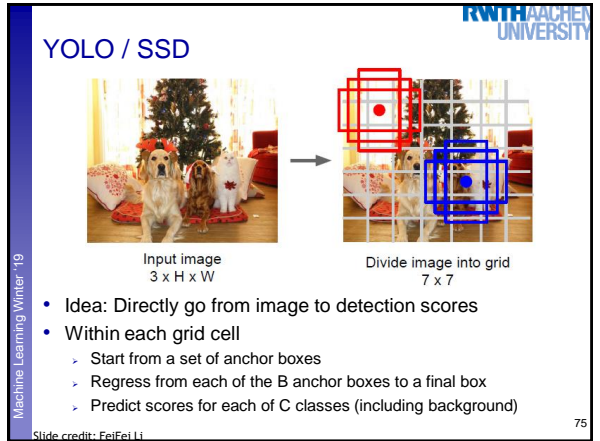 RWTHAACHEN
UNIVERSITY
YOLO / SSD
Input image
3 x H x W
Divide image into grid
7 x 7
• Idea: Directly go from image to detection scores
• Within each grid cell
➢ Start from a set of anchor boxes
➢ Regress from each of the B anchor boxes to a final box
➢ Predict scores for each of C classes (including background)
Machine Learning Winter '19
75
Slide credit: FeiFei Li